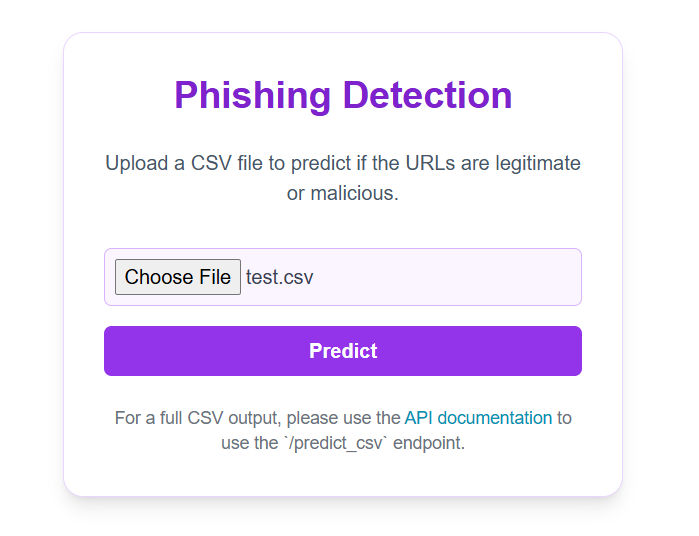 Phishing Detection
Upload a CSV file to predict if the URLs are legitimate
or malicious.
Choose File test.csv
Predict
For a full CSV output, please use the API documentation to
use the `/predict_csv` endpoint.